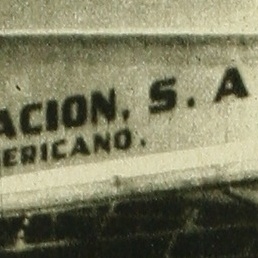 ACION, S. A
ERICANO.